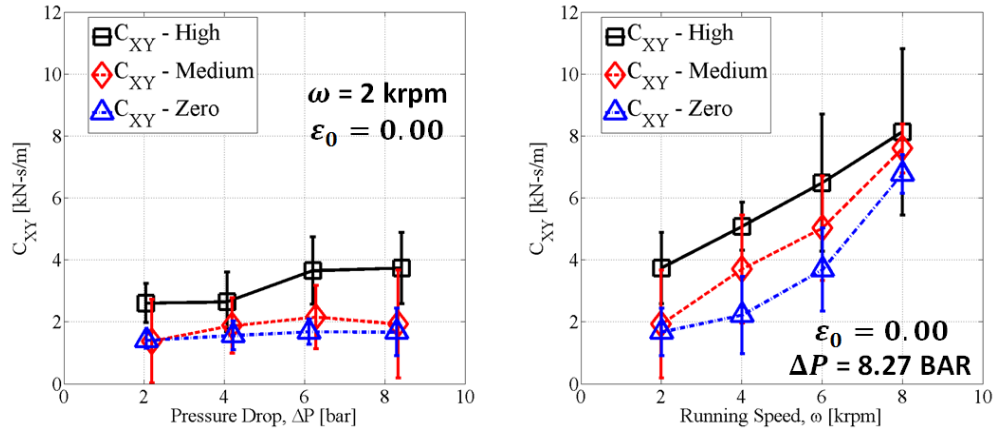 12
10
8
6
4
2
0
C_XY [kN-s/m]
C_XY - High
C_XY - Medium
C_XY - Zero
ω = 2 krpm
ε₀ = 0.00
0 2 4 6 8 10
Pressure Drop, ΔP [bar]
12
10
8
6
4
2
0
C_XY [kN-s/m]
C_XY - High
C_XY - Medium
C_XY - Zero
ε₀ = 0.00
ΔP = 8.27 BAR
0 2 4 6 8 10
Running Speed, ω [krpm]